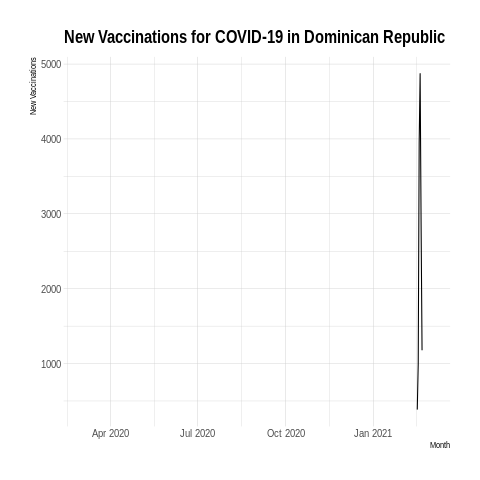 New Vaccinations for COVID-19 in Dominican Republic
New Vaccinations
5000
4000
3000
2000
1000
Apr 2020 Jul 2020 Oct 2020 Jan 2021
Month